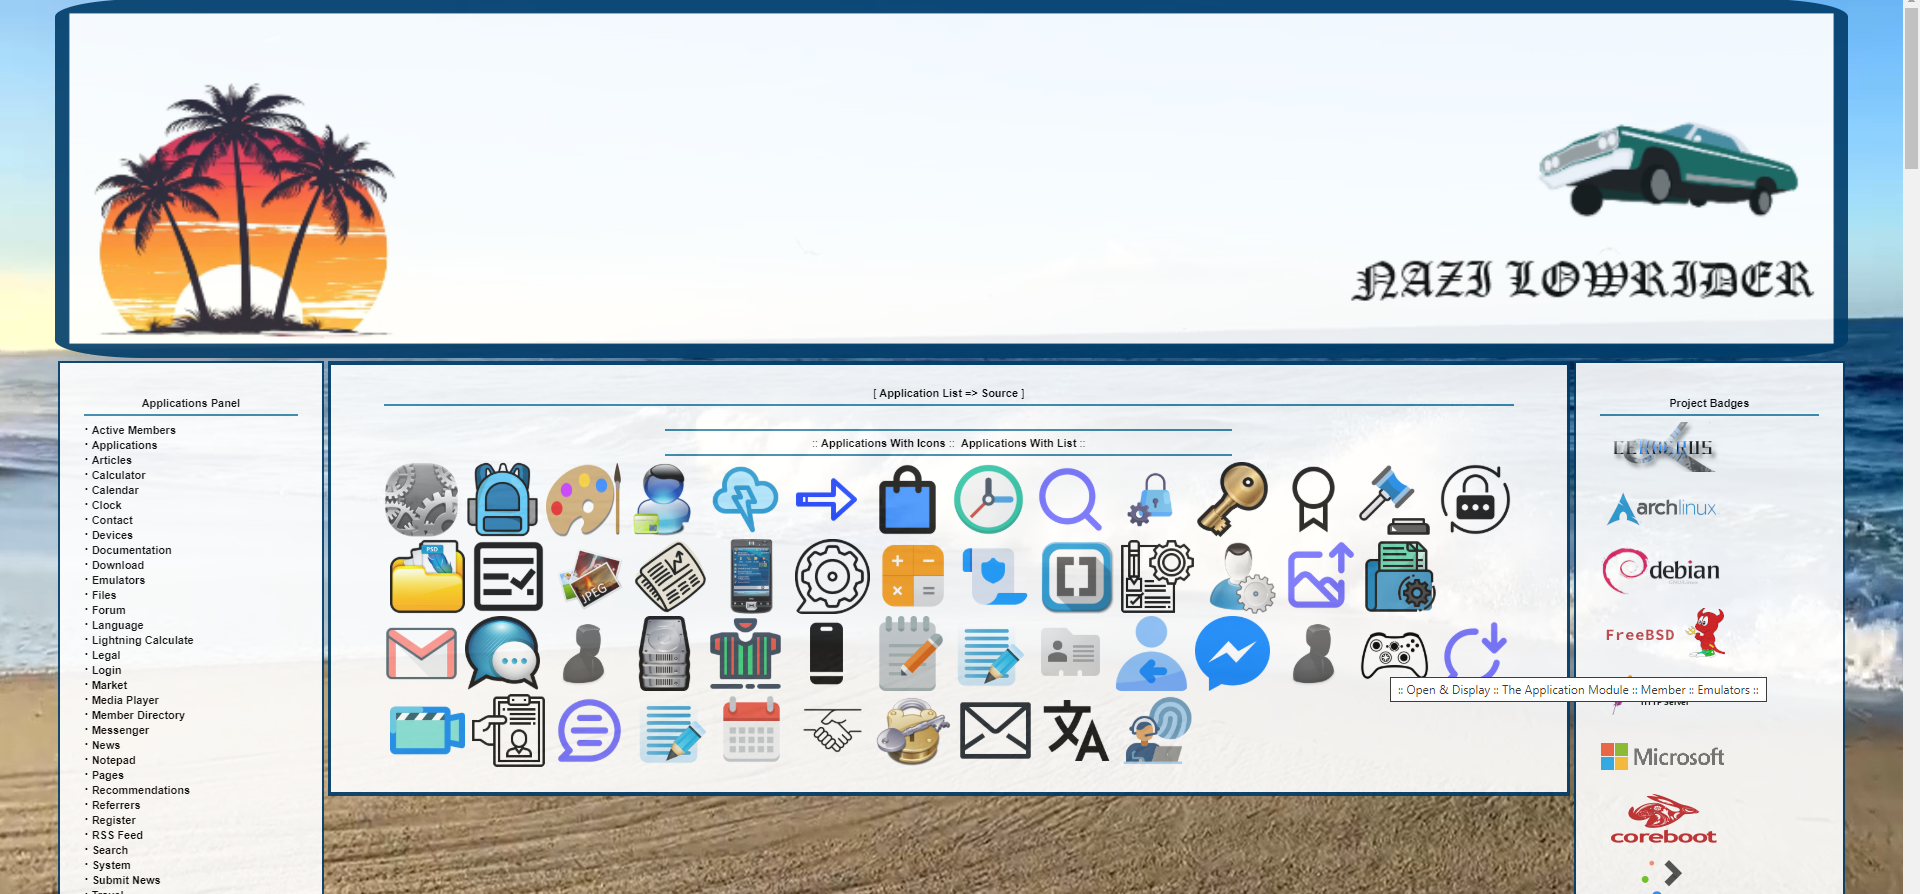 NAZI LOWRIDER
Applications Panel
· Active Members
· Applications
· Articles
· Calculator
· Calendar
· Clock
· Contact
· Devices
· Documentation
· Download
· Emulators
· Files
· Forum
· Language
· Lightning Calculate
· Legal
· Login
· Market
· Media Player
· Member Directory
· Messenger
· News
· Notepad
· Pages
· Recommendations
· Referrers
· Register
· RSS Feed
· Search
· System
· Submit News
[ Application List => Source ]
:: Applications With Icons :: Applications With List ::
PSD
JPEG
:: Open & Display :: The Application Module :: Member :: Emulators ::
Project Badges
CERBERUS
archlinux
debian
FreeBSD
HTTP Server
Microsoft
coreboot